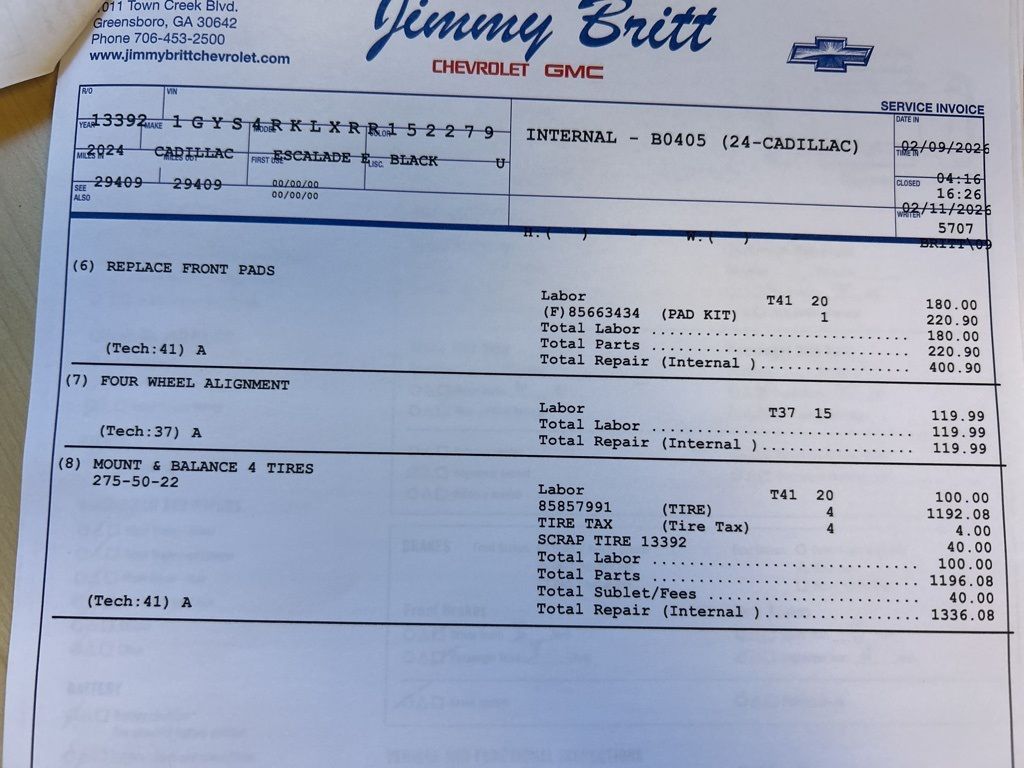 011 Town Creek Blvd.
Greensboro, GA 30642
Phone 706-453-2500
www.jimmybrittchevrolet.com
Jimmy Britt
CHEVROLET GMC
SERVICE INVOICE
R/O 13392
VIN 1GYS4RKLXRR152279
INTERNAL - B0405 (24-CADILLAC)
DATE IN 02/09/2026
YEAR 2024
MAKE CADILLAC
MODEL ESCALADE E
COLOR BLACK U
TIME IN 04:16
MILES IN 29409
MILES OUT 29409
FIRST USE 00/00/00
00/00/00
LISC.
16:26
CLOSED 02/11/2026
SEE ALSO
WRITER 5707
BRITT\09
H.( ) - W.( ) -
(6) REPLACE FRONT PADS
Labor T41 20 180.00
(F)85663434 (PAD KIT) 1 220.90
Total Labor .................................. 180.00
Total Parts .................................. 220.90
(Tech:41) A
Total Repair (Internal )................... 400.90
(7) FOUR WHEEL ALIGNMENT
Labor T37 15 119.99
Total Labor .................................. 119.99
(Tech:37) A
Total Repair (Internal )................... 119.99
(8) MOUNT & BALANCE 4 TIRES
275-50-22
Labor T41 20 100.00
85857991 (TIRE) 4 1192.08
TIRE TAX (Tire Tax) 4 4.00
SCRAP TIRE 13392 40.00
Total Labor .................................. 100.00
Total Parts .................................. 1196.08
Total Sublet/Fees ........................... 40.00
(Tech:41) A
Total Repair (Internal )................... 1336.08